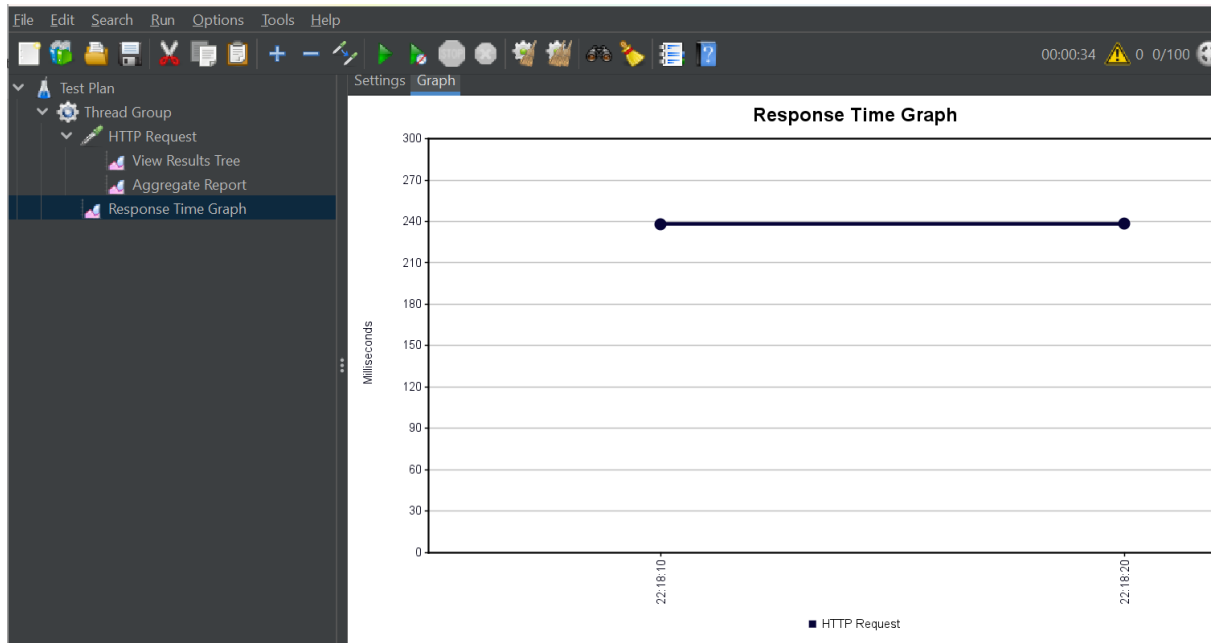 File Edit Search Run Options Tools Help
STOP
00:00:34 0 0/100
Test Plan
Thread Group
HTTP Request
View Results Tree
Aggregate Report
Response Time Graph
Settings Graph
Response Time Graph
Milliseconds
300
270
240
210
180
150
120
90
60
30
0
22:18:10 22:18:20
HTTP Request